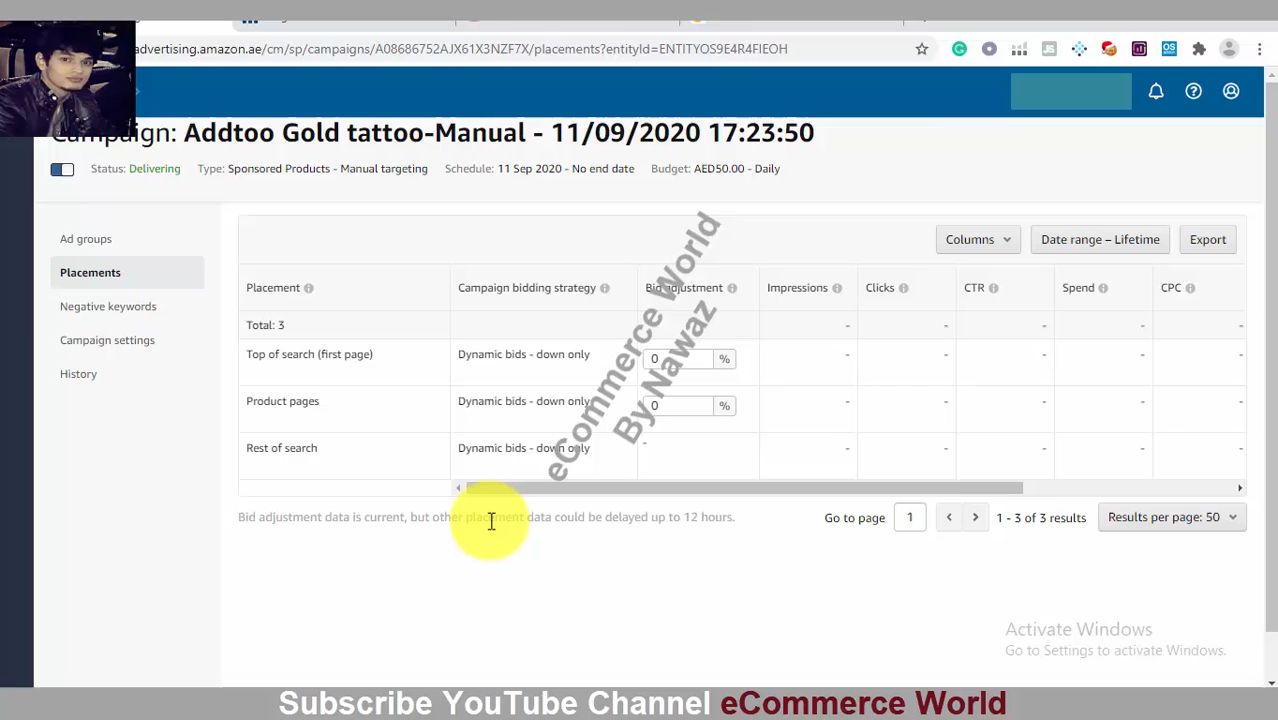 advertising.amazon.ae/cm/sp/campaigns/A08686752AJX61X3NZF7X/placements?entityId=ENTITYOS9E4R4FIEOH
JS
OS
Campaign: Addtoo Gold tattoo-Manual - 11/09/2020 17:23:50
Status: Delivering Type: Sponsored Products - Manual targeting Schedule: 11 Sep 2020 - No end date Budget: AED50.00 - Daily
Ad groups
Placements
Negative keywords
Campaign settings
History
Columns Date range – Lifetime Export
Placement Campaign bidding strategy Bid adjustment Impressions Clicks CTR Spend CPC
Total: 3 - - - - -
Top of search (first page) Dynamic bids - down only 0 % - - - - -
Product pages Dynamic bids - down only 0 % - - - - -
Rest of search Dynamic bids - down only - - - - - -
Bid adjustment data is current, but other placement data could be delayed up to 12 hours.
Go to page 1 1 - 3 of 3 results Results per page: 50
eCommerce World
By Nawaz
Activate Windows
Go to Settings to activate Windows.
Subscribe YouTube Channel eCommerce World